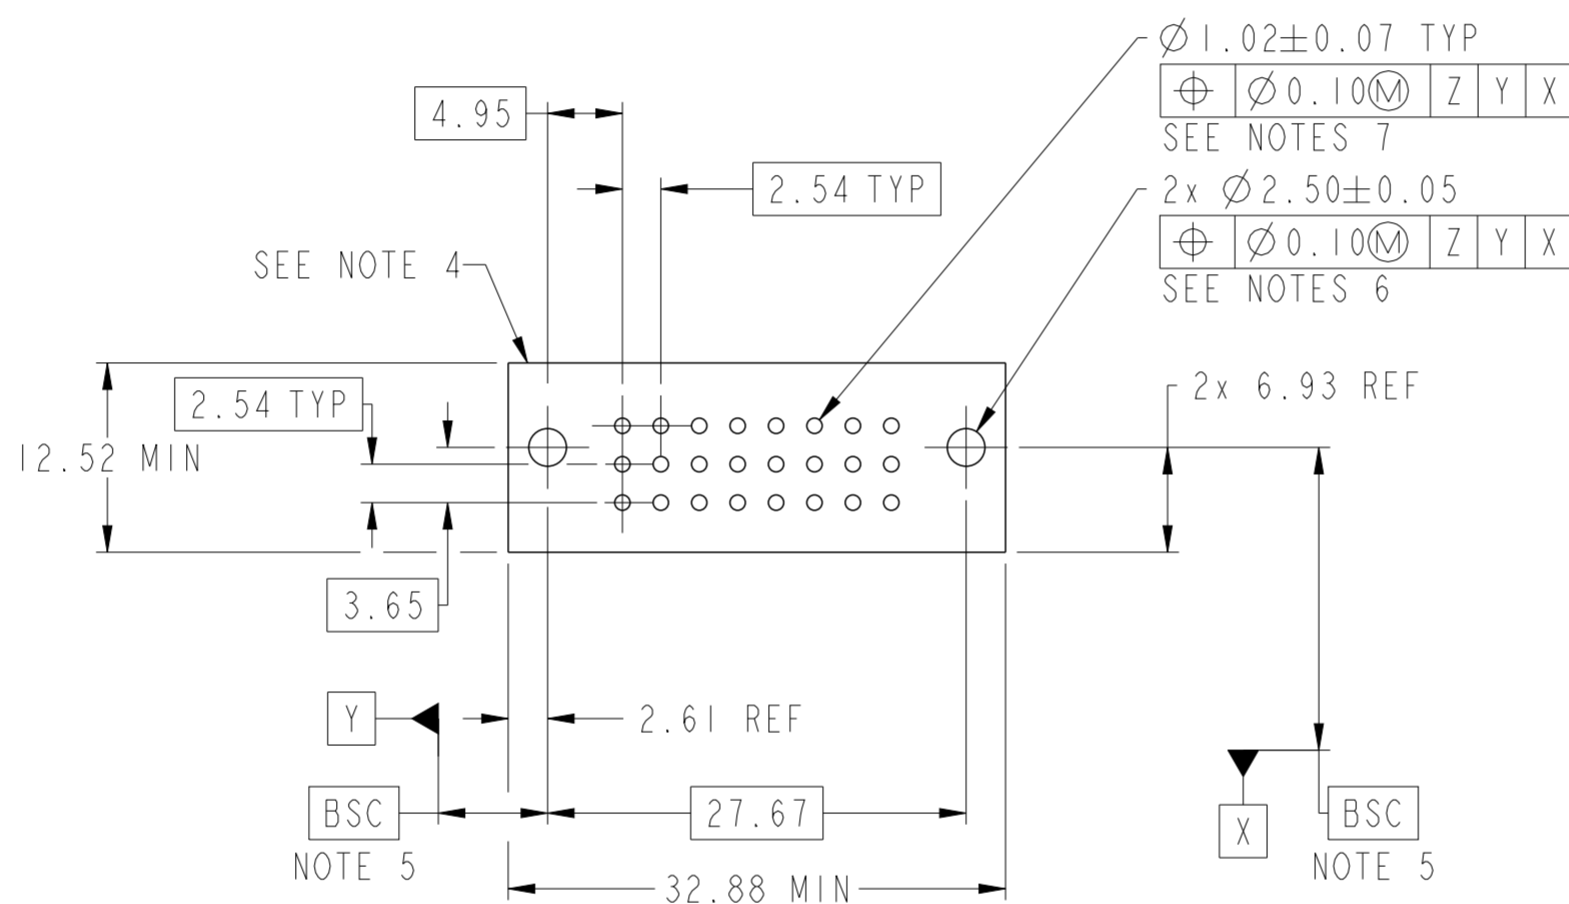 Ø1.02±0.07 TYP
⌖ Ø0.10Ⓜ Z Y X
SEE NOTES 7
4.95
2.54 TYP
2x Ø2.50±0.05
⌖ Ø0.10Ⓜ Z Y X
SEE NOTES 6
SEE NOTE 4
2.54 TYP
2x 6.93 REF
12.52 MIN
3.65
Y
2.61 REF
BSC
NOTE 5
27.67
X
BSC
NOTE 5
32.88 MIN